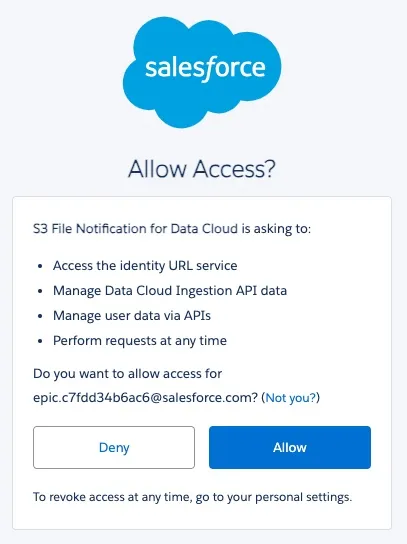 salesforce
Allow Access?
S3 File Notification for Data Cloud is asking to:
• Access the identity URL service
• Manage Data Cloud Ingestion API data
• Manage user data via APIs
• Perform requests at any time
Do you want to allow access for
epic.c7fdd34b6ac6@salesforce.com? (Not you?)
Deny
Allow
To revoke access at any time, go to your personal settings.